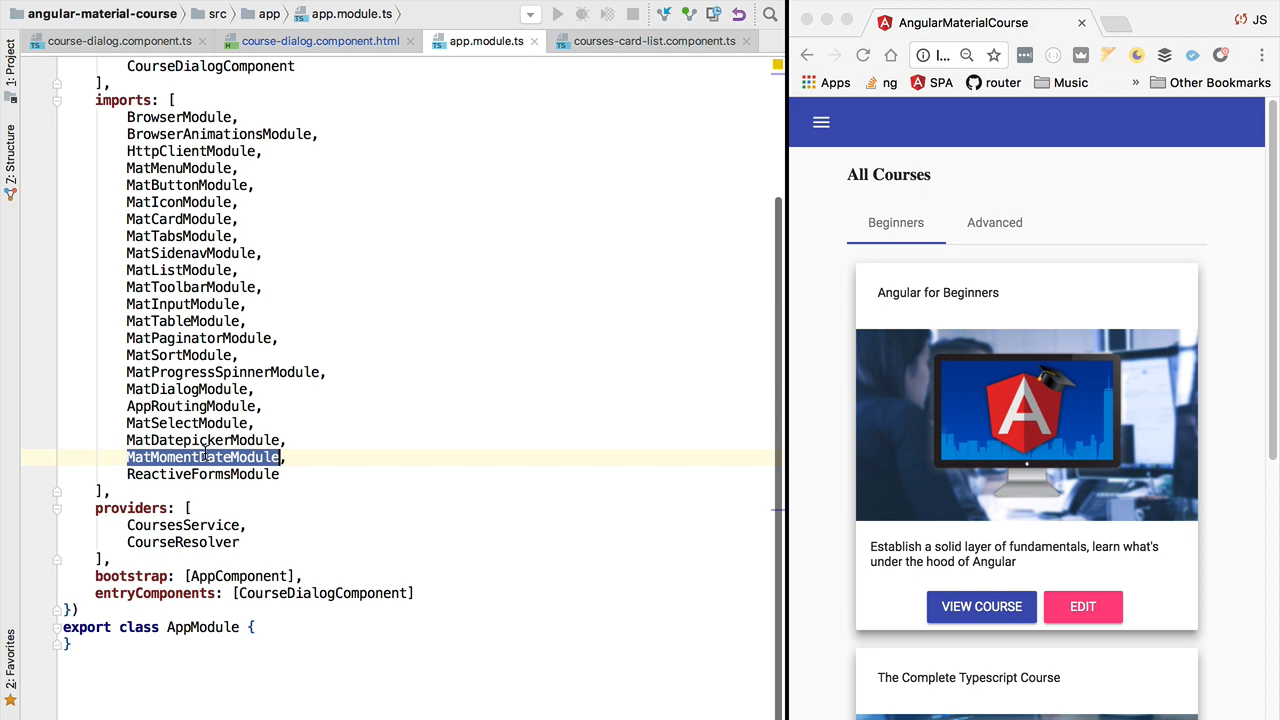 angular-material-course
src
app
app.module.ts
course-dialog.component.ts
course-dialog.component.html
app.module.ts
courses-card-list.component.ts
1: Project
Z: Structure
2: Favorites
CourseDialogComponent
],
imports: [
BrowserModule,
BrowserAnimationsModule,
HttpClientModule,
MatMenuModule,
MatButtonModule,
MatIconModule,
MatCardModule,
MatTabsModule,
MatSidenavModule,
MatListModule,
MatToolbarModule,
MatInputModule,
MatTableModule,
MatPaginatorModule,
MatSortModule,
MatProgressSpinnerModule,
MatDialogModule,
AppRoutingModule,
MatSelectModule,
MatDatepickerModule,
MatMomentDateModule,
ReactiveFormsModule
],
providers: [
CoursesService,
CourseResolver
],
bootstrap: [AppComponent],
entryComponents: [CourseDialogComponent]
})
export class AppModule {
}
AngularMaterialCourse
JS
l...
Apps
ng
SPA
router
Music
»
Other Bookmarks
All Courses
Beginners
Advanced
Angular for Beginners
Establish a solid layer of fundamentals, learn what's
under the hood of Angular
VIEW COURSE
EDIT
The Complete Typescript Course